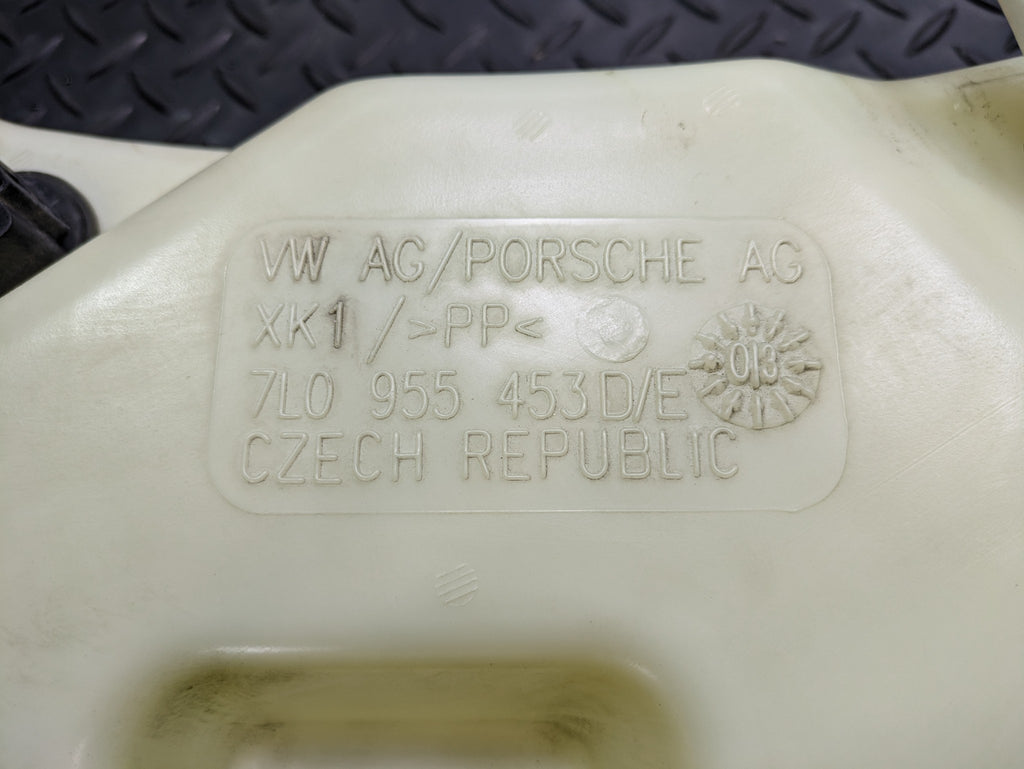 VW AG/PORSCHE AG
XK1 />PP<
7L0 955 453 D/E
CZECH REPUBLIC
013